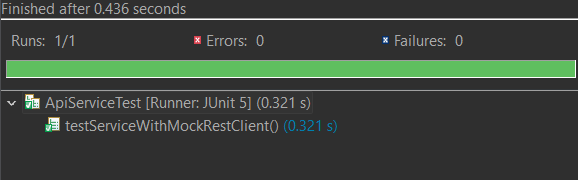 Finished after 0.436 seconds
Runs: 1/1 Errors: 0 Failures: 0
ApiServiceTest [Runner: JUnit 5] (0.321 s)
testServiceWithMockRestClient() (0.321 s)